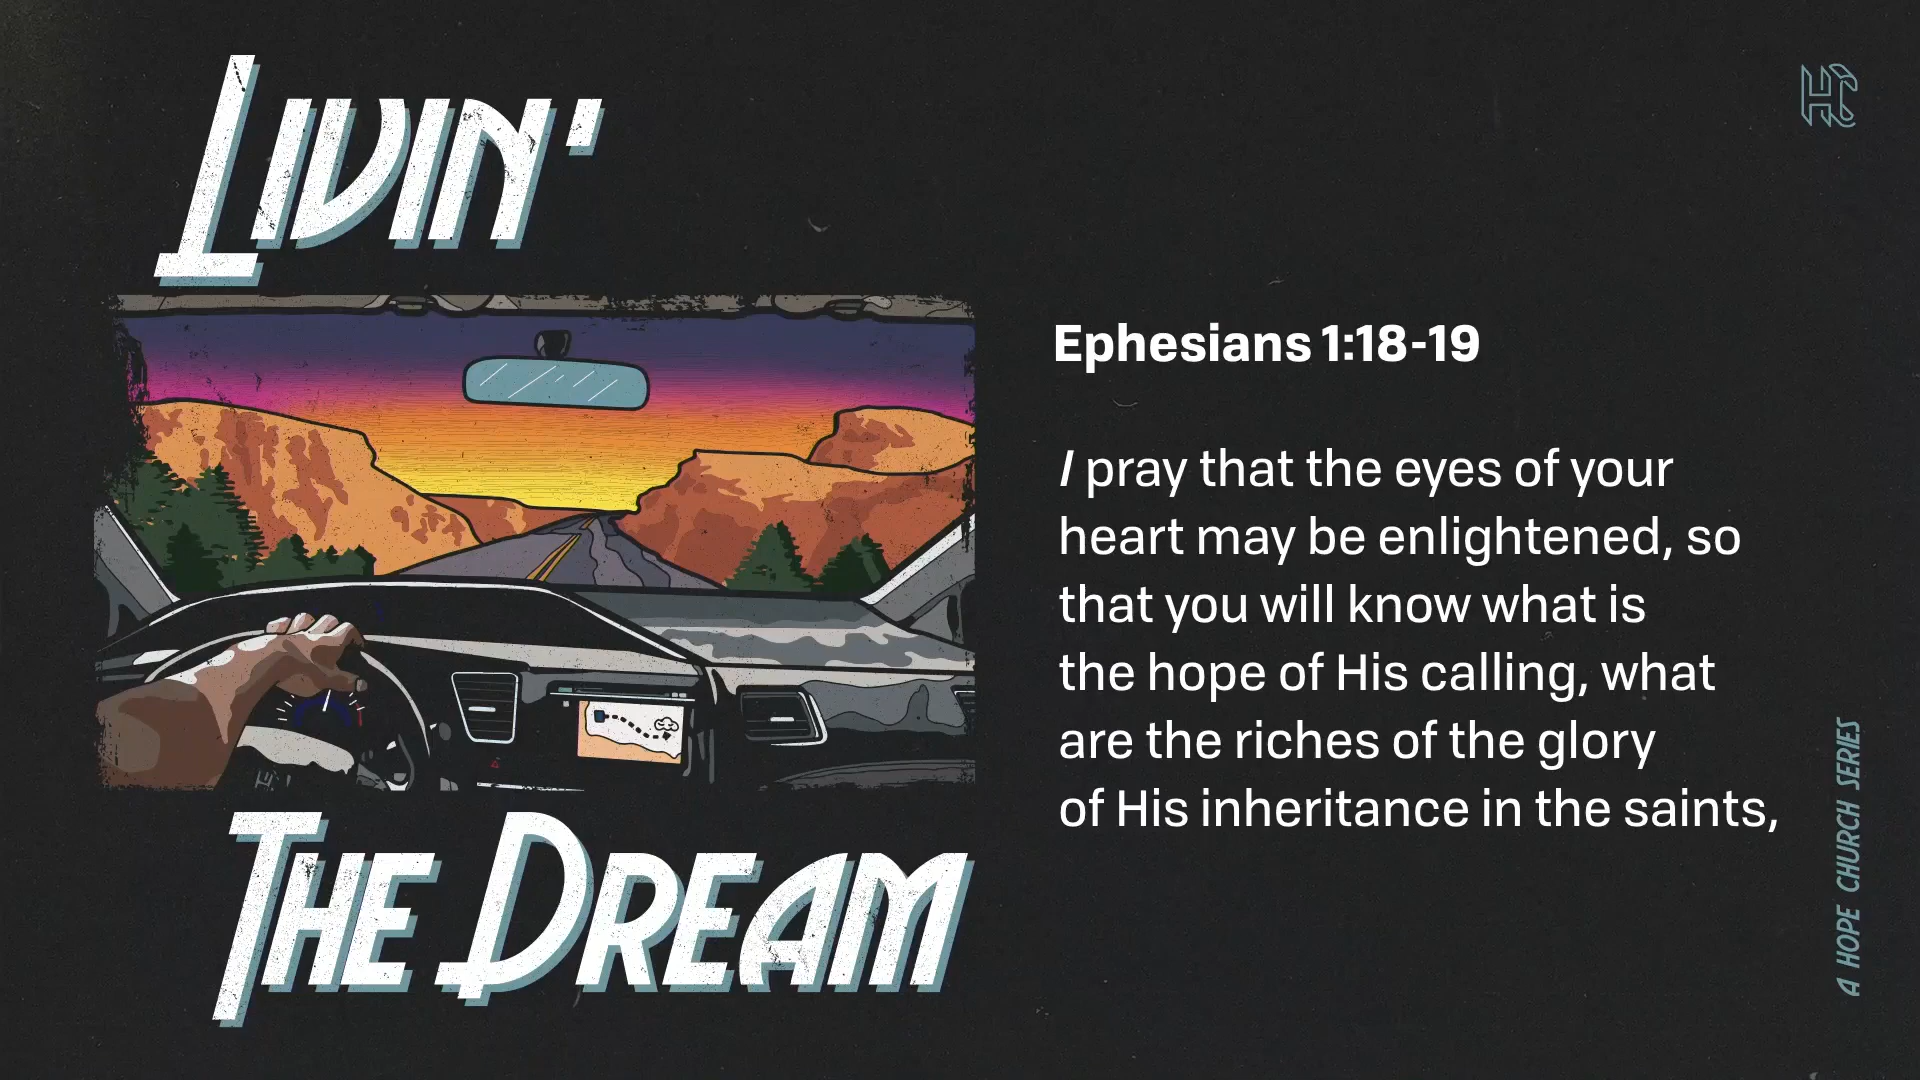 LIVIN'
THE DREAM
Ephesians 1:18-19
I pray that the eyes of your
heart may be enlightened, so
that you will know what is
the hope of His calling, what
are the riches of the glory
of His inheritance in the saints,
A HOPE CHURCH SERIES
HC